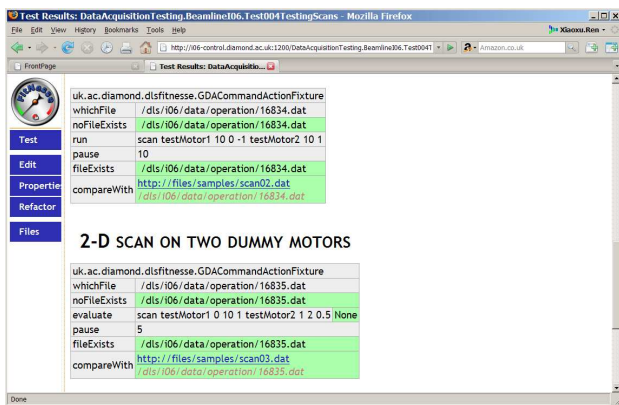 Test Results: DataAcquisitionTesting.BeamlineI06.Test004TestingScans - Mozilla Firefox
File Edit View History Bookmarks Tools Help Xiaoxu.Ren
http://i06-control.diamond.ac.uk:1200/DataAcquisitionTesting.BeamlineI06.Test004T Amazon.co.uk
FrontPage Test Results: DataAcquisitio...
FitNesse
uk.ac.diamond.dlsfitnesse.GDACommandActionFixture
whichFile /dls/i06/data/operation/16834.dat
noFileExists /dls/i06/data/operation/16834.dat
Test run scan testMotor1 10 0 -1 testMotor2 10 1
pause 10
Edit fileExists /dls/i06/data/operation/16834.dat
Properties compareWith http://files/samples/scan02.dat
/dls/i06/data/operation/16834.dat
Refactor
Files
2-D SCAN ON TWO DUMMY MOTORS
uk.ac.diamond.dlsfitnesse.GDACommandActionFixture
whichFile /dls/i06/data/operation/16835.dat
noFileExists /dls/i06/data/operation/16835.dat
evaluate scan testMotor1 0 10 1 testMotor2 1 2 0.5 None
pause 5
fileExists /dls/i06/data/operation/16835.dat
compareWith http://files/samples/scan03.dat
/dls/i06/data/operation/16835.dat
Done